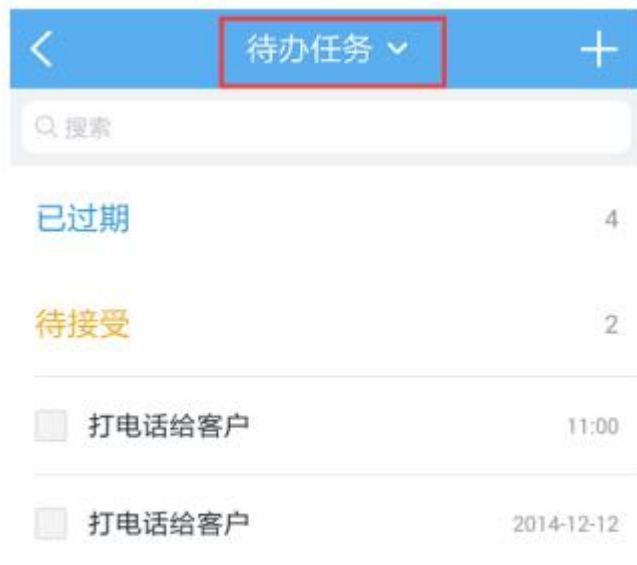 待办任务
搜索
已过期 4
待接受 2
打电话给客户 11:00
打电话给客户 2014-12-12